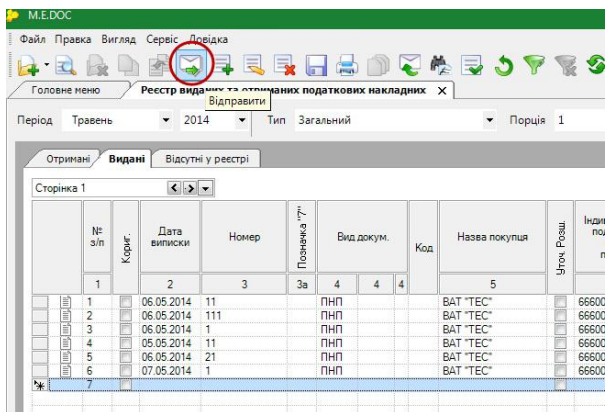 M.E.DOC
Файл Правка Вигляд Сервіс Довідка
Відправити
Головне меню Реєстр виданих та отриманих податкових накладних X
Період Травень 2014 Тип Загальний Порція 1
Отримані Видані Відсутні у реєстрі
Сторінка 1
№ з/п Кориг. Дата виписки Номер Позначка "7" Вид докум. Код Назва покупця Уточ. Розш.
1 2 3 3а 4 4 4 5
1 06.05.2014 11 ПНП ВАТ "ТЕС" 66600
2 06.05.2014 111 ПНП ВАТ "ТЕС" 66600
3 06.05.2014 1 ПНП ВАТ "ТЕС" 66600
4 05.05.2014 11 ПНП ВАТ "ТЕС" 66600
5 06.05.2014 21 ПНП ВАТ "ТЕС" 66600
6 07.05.2014 1 ПНП ВАТ "ТЕС" 66600
7